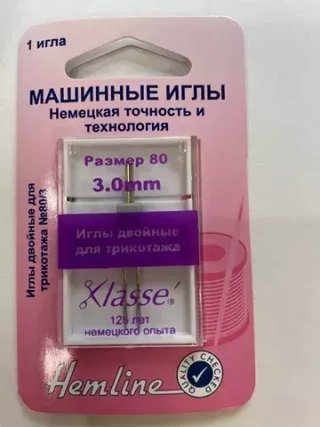 1 игла
МАШИННЫЕ ИГЛЫ
Немецкая точность и
технология
Размер 80
3.0mm
Иглы двойные
для трикотажа
Klassé®
125 лет
немецкого опыта
Иглы двойные для
трикотажа №80/3
Hemline®
QUALITY CHECKED